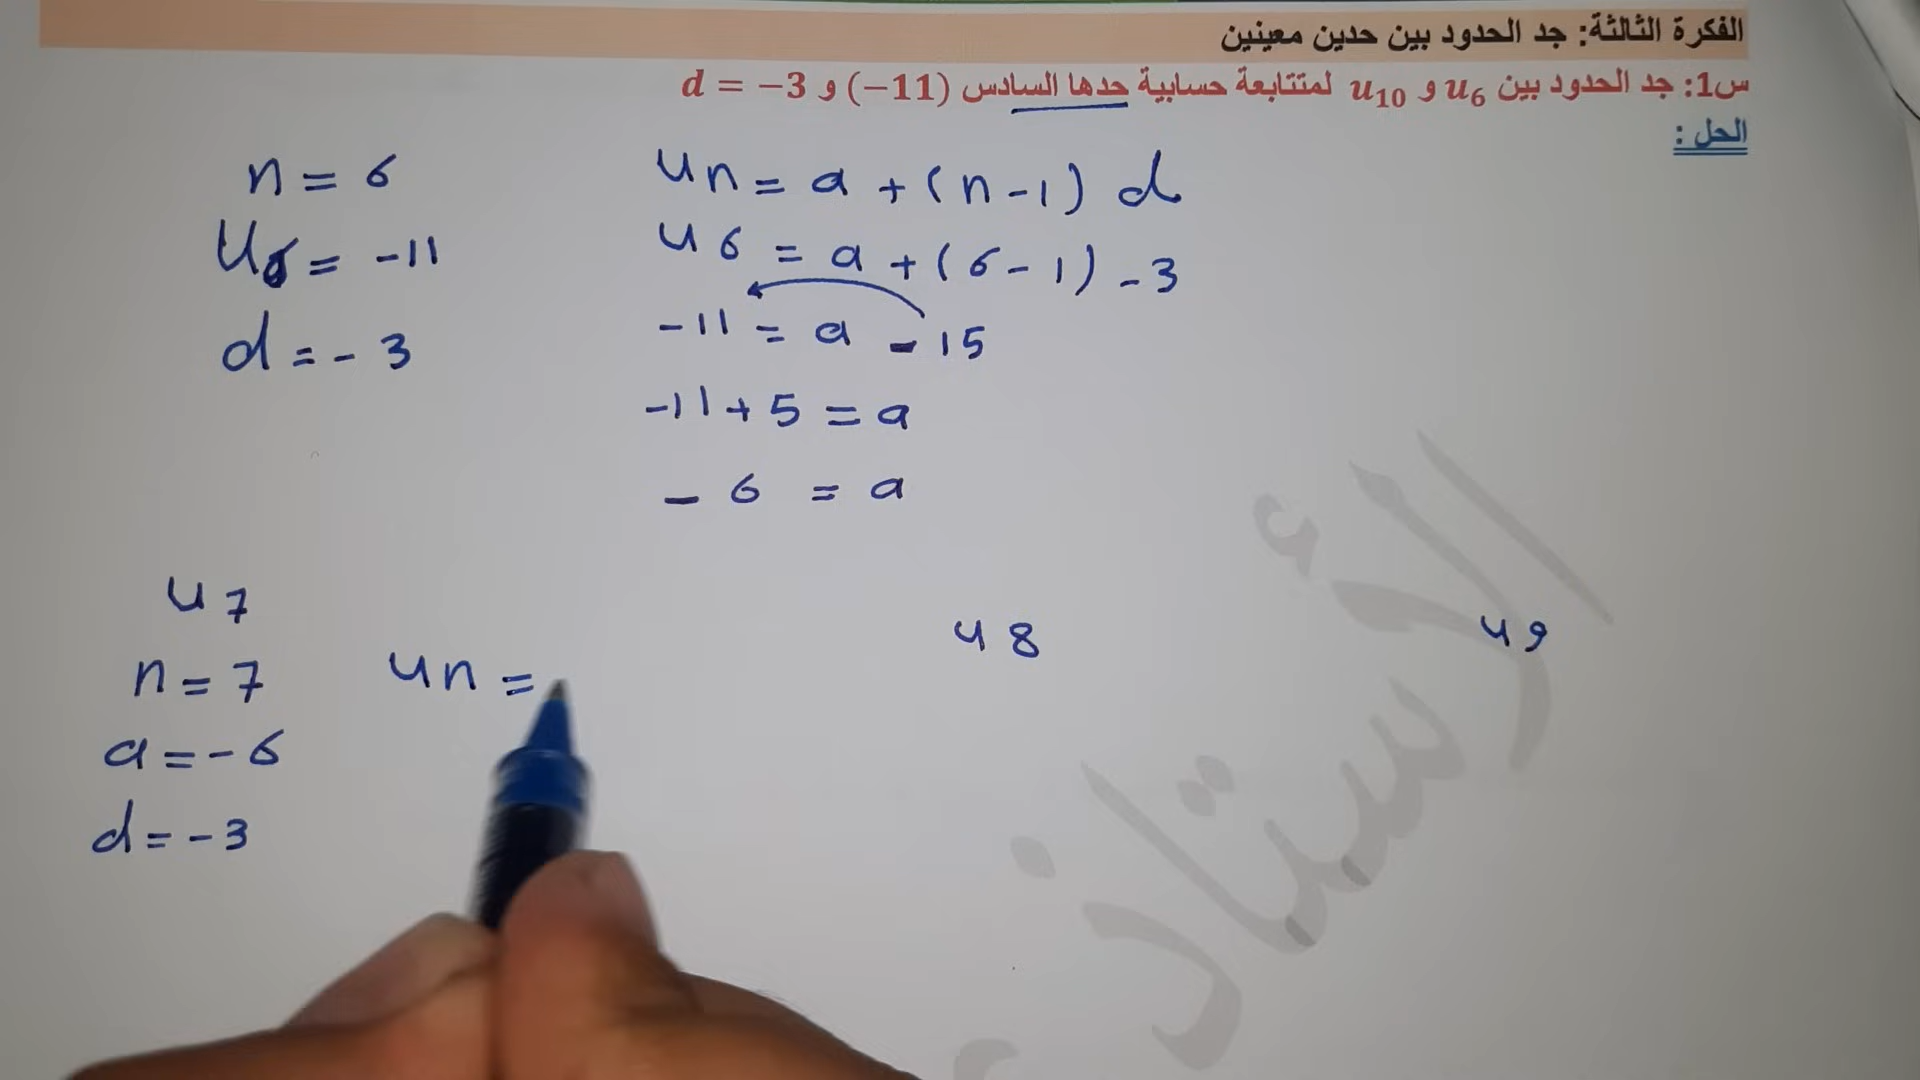 الفكرة الثالثة: جد الحدود بين حدين معينين
س1: جد الحدود بين u₆ و u₁₀ لمتتابعة حسابية حدها السادس (−11) و d = −3
الحل :
n = 6
u6 = -11
d = - 3
un = a + (n - 1) d
u6 = a + (6 - 1) - 3
-11 = a - 15
-11 + 5 = a
- 6 = a
u7
n = 7
a = - 6
d = - 3
un =
u8
u9
الأستاذ